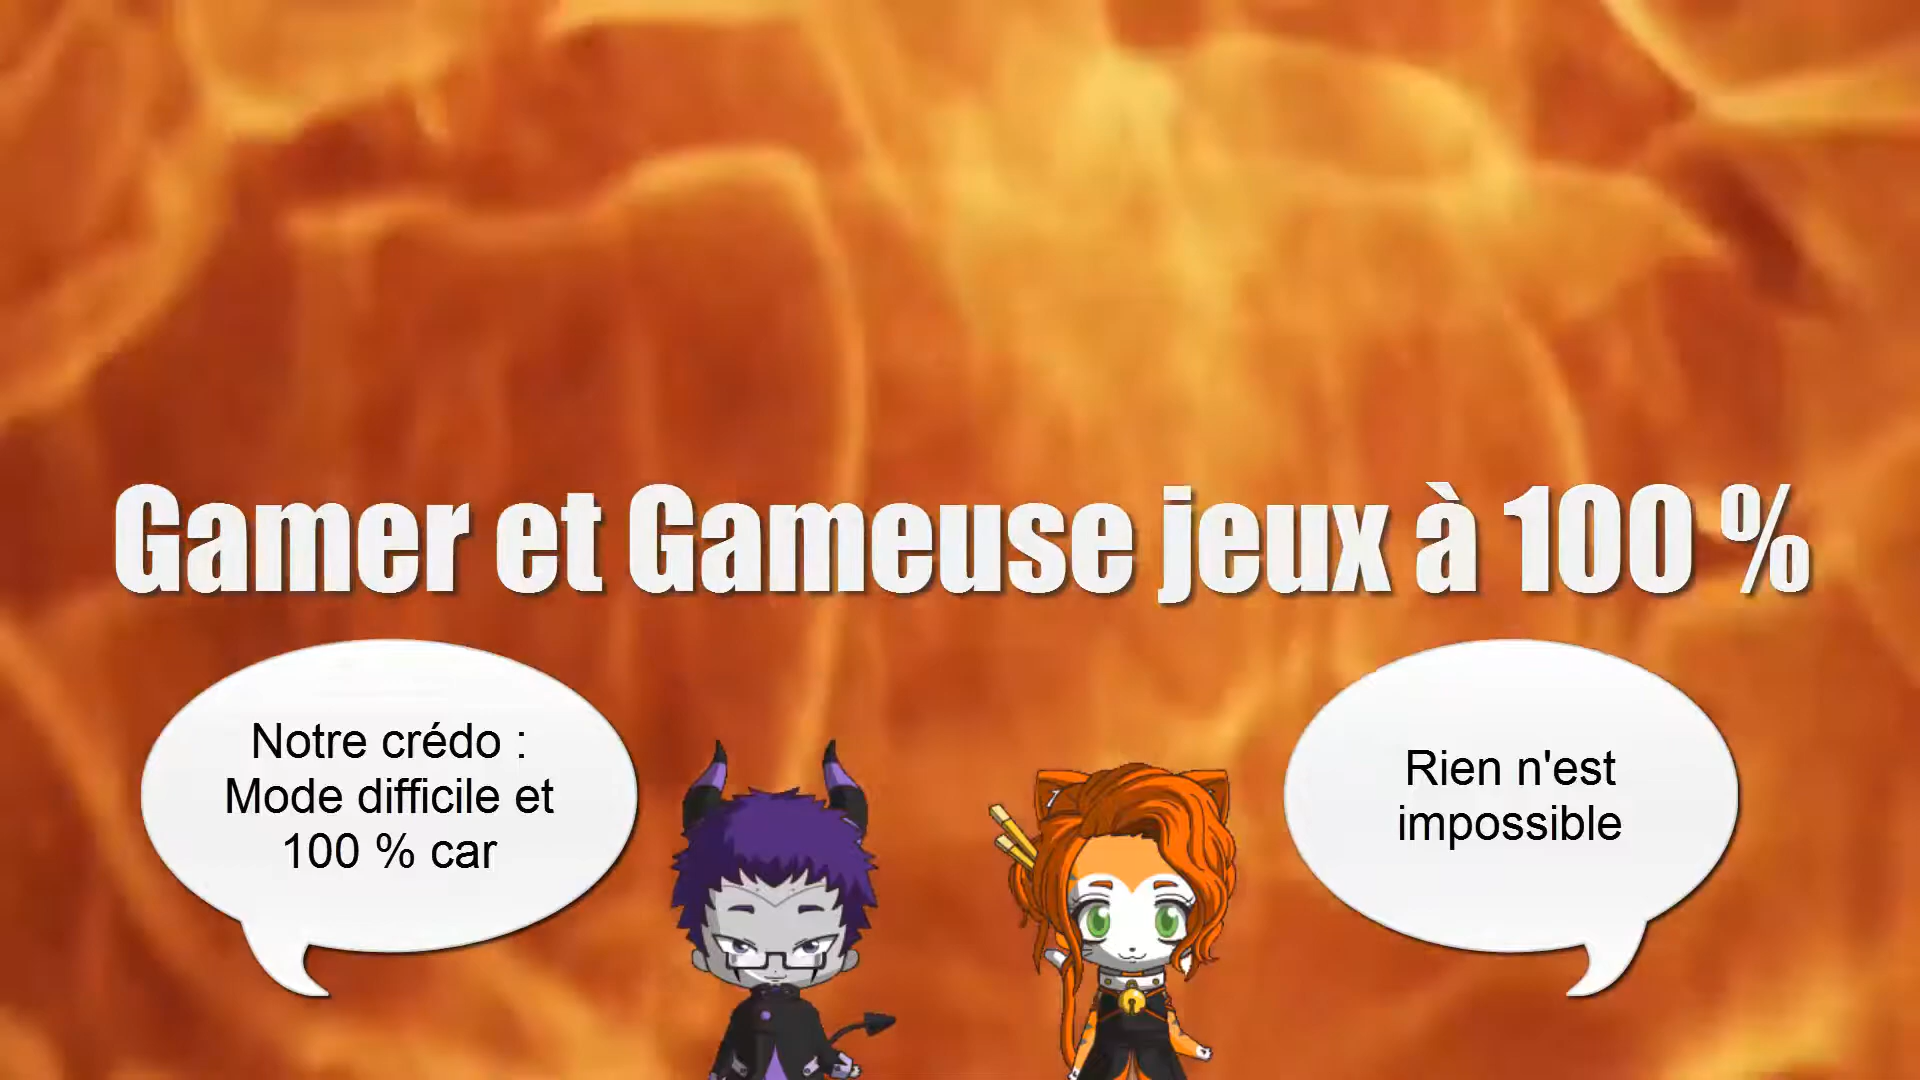 Gamer et Gameuse jeux à 100 %
Notre crédo :
Mode difficile et
100 % car
Rien n'est
impossible